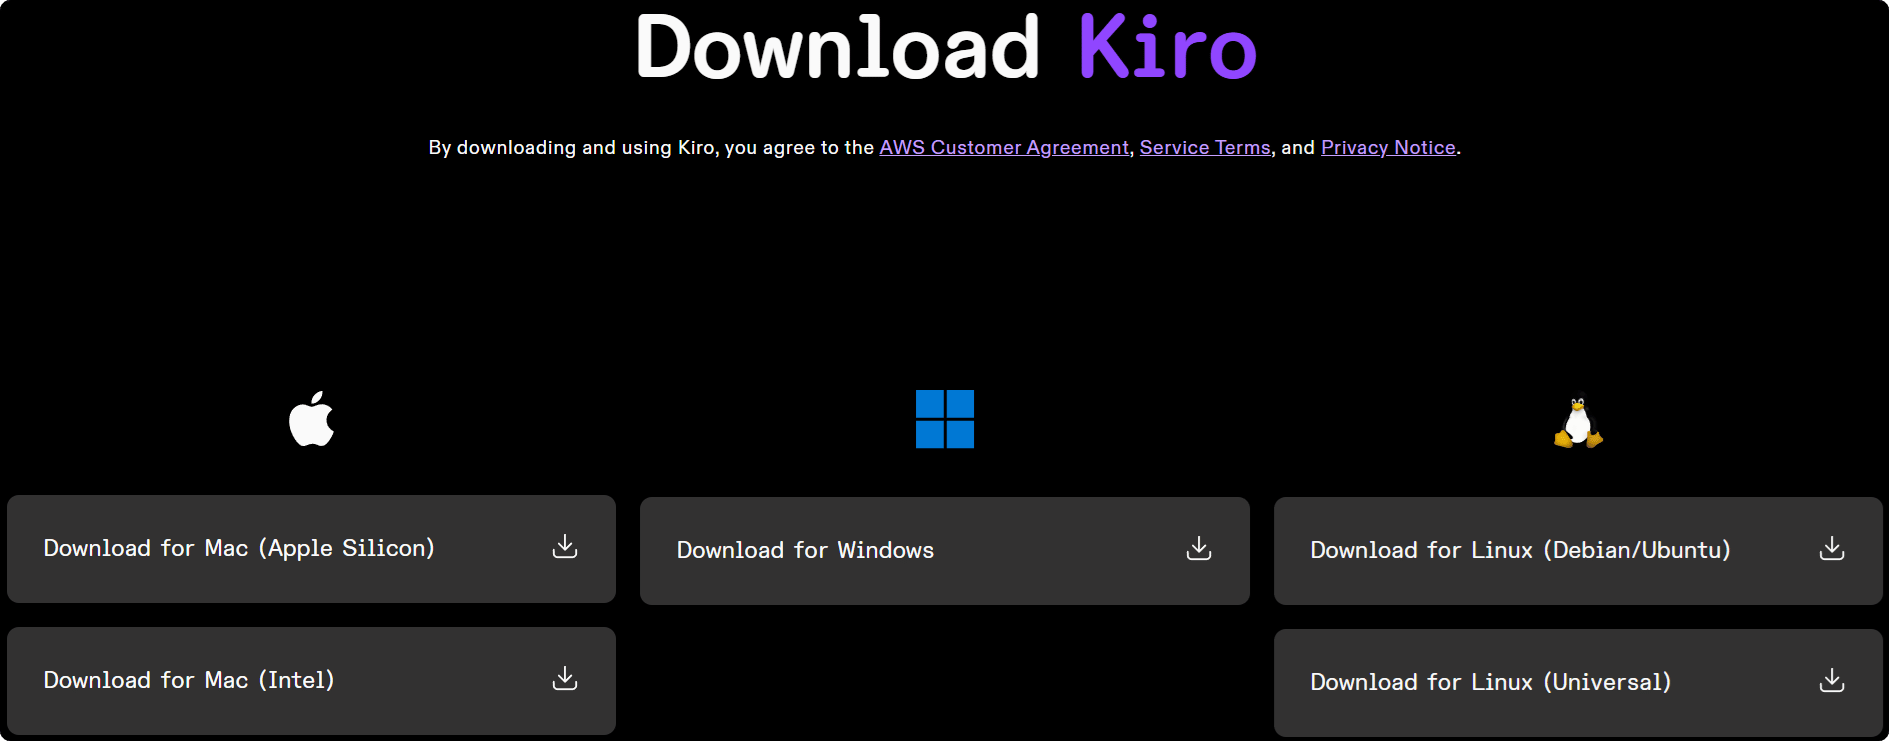 Download Kiro
By downloading and using Kiro, you agree to the AWS Customer Agreement, Service Terms, and Privacy Notice.
Download for Mac (Apple Silicon)
Download for Mac (Intel)
Download for Windows
Download for Linux (Debian/Ubuntu)
Download for Linux (Universal)